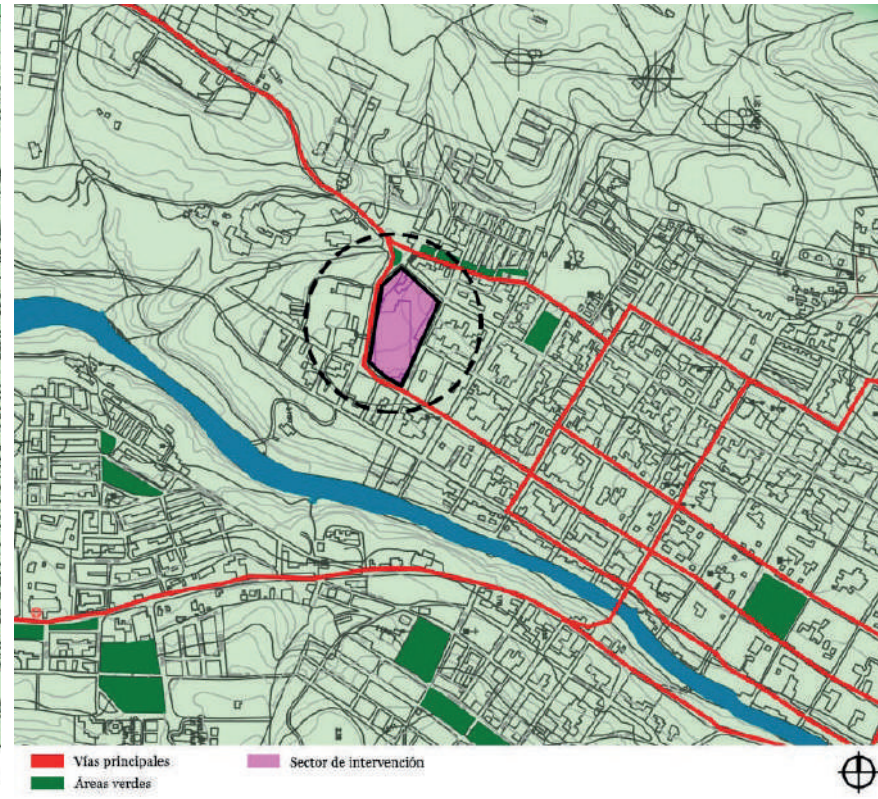 Vías principales
Áreas verdes
Sector de intervención